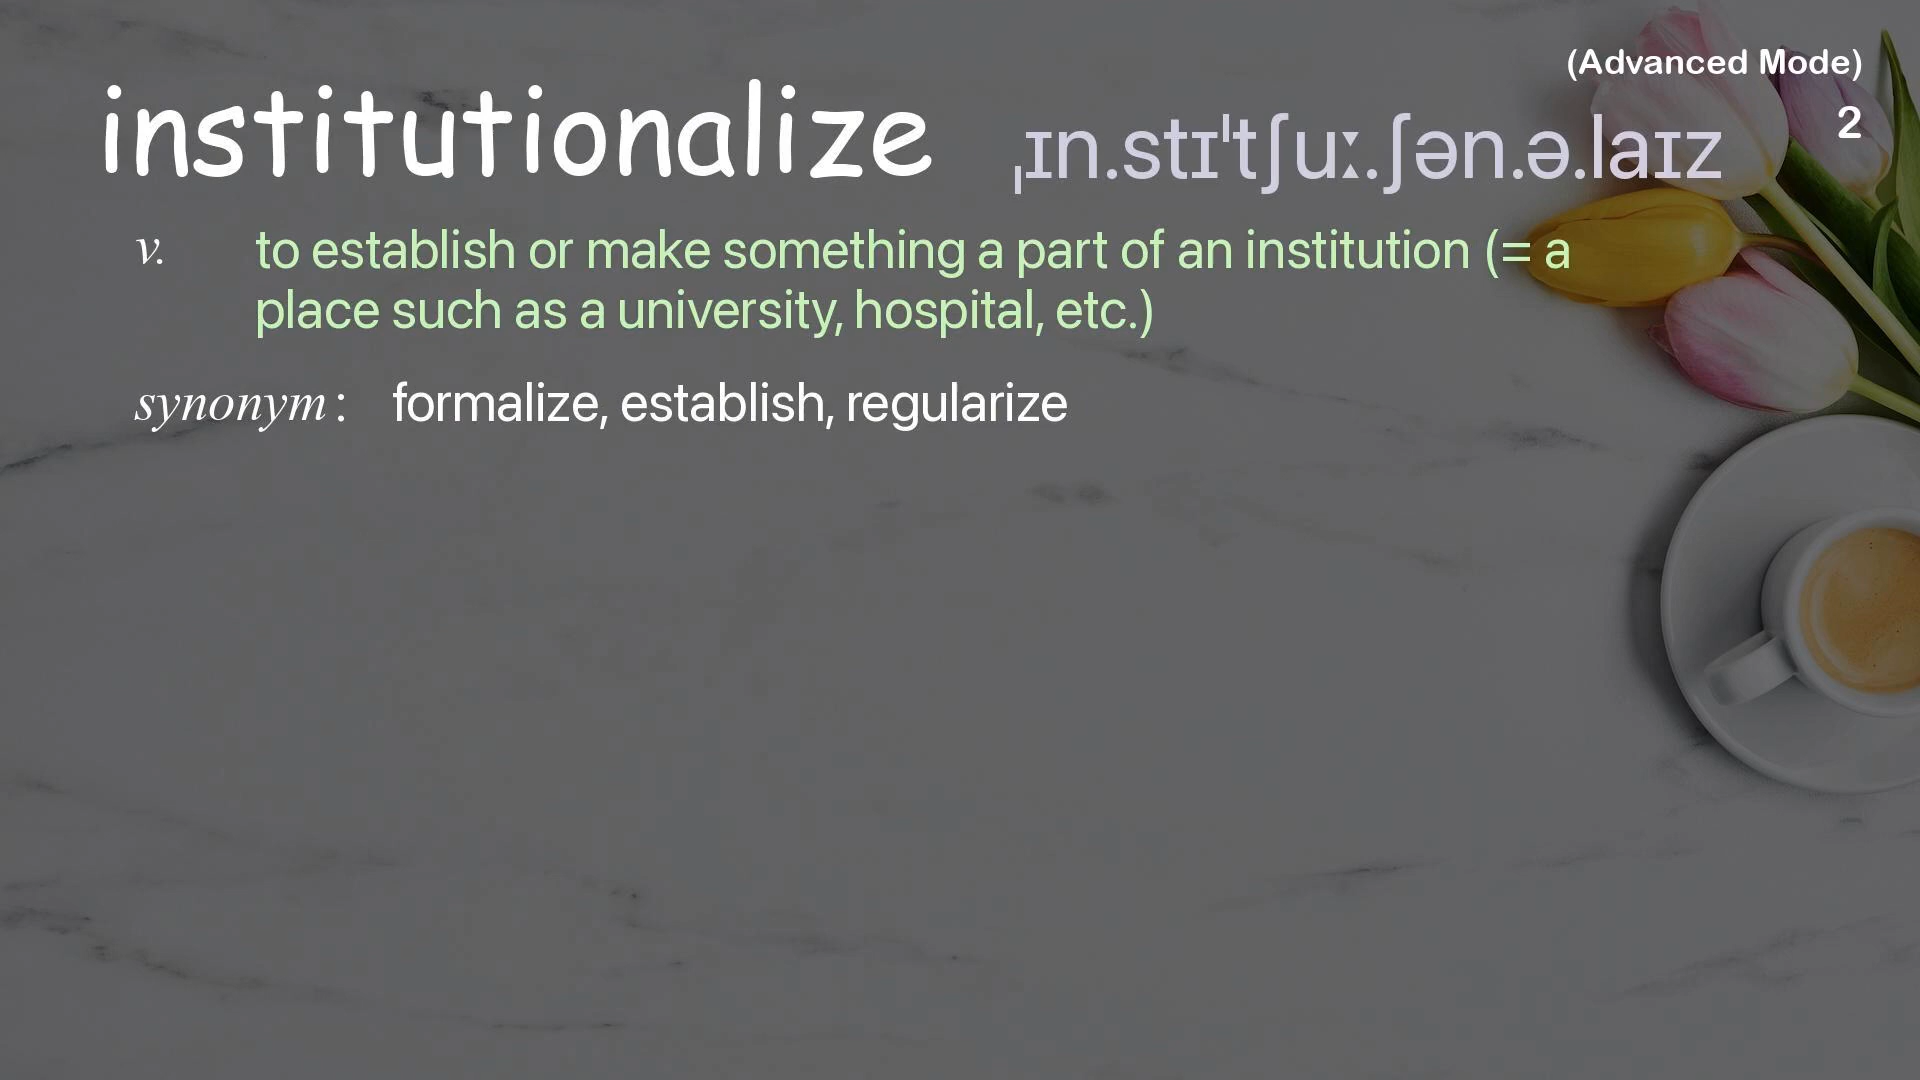 (Advanced Mode)
institutionalize ˌɪn.stɪˈtʃuː.ʃən.ə.laɪz 2
v. to establish or make something a part of an institution (= a
place such as a university, hospital, etc.)
synonym : formalize, establish, regularize